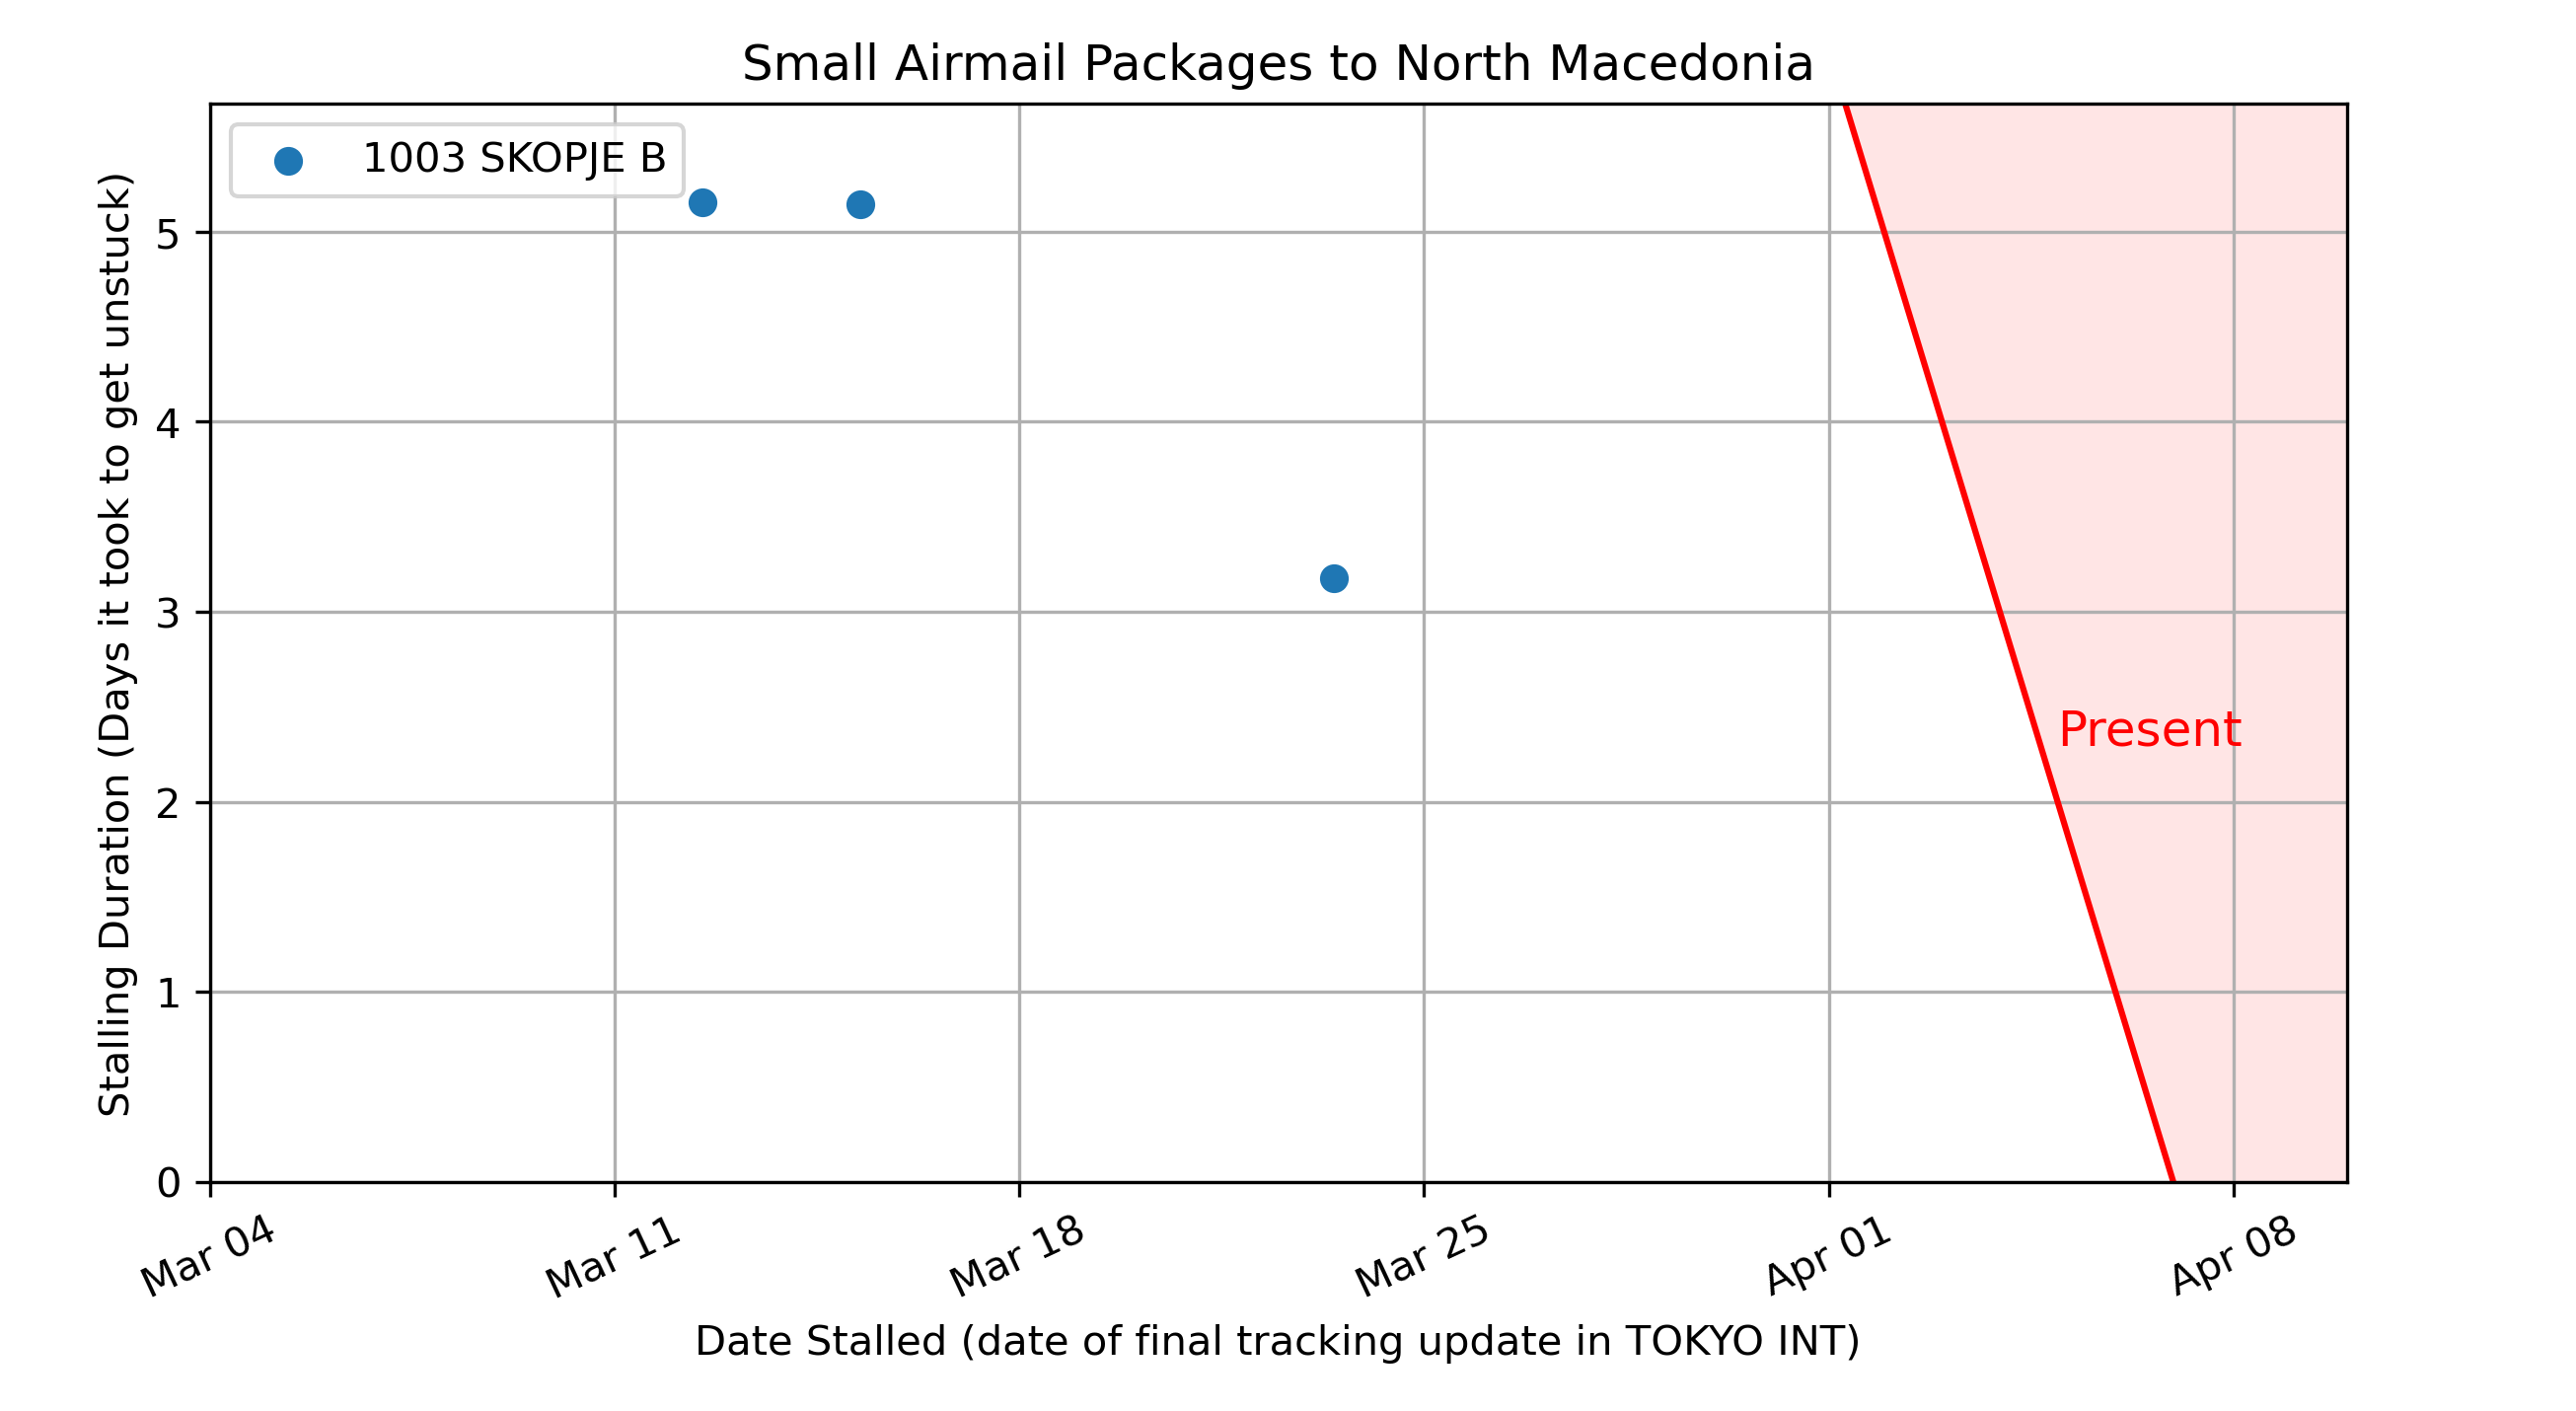 Small Airmail Packages to North Macedonia
1003 SKOPJE B
Stalling Duration (Days it took to get unstuck)
5
4
3
2
1
0
Present
Mar 04
Mar 11
Mar 18
Mar 25
Apr 01
Apr 08
Date Stalled (date of final tracking update in TOKYO INT)